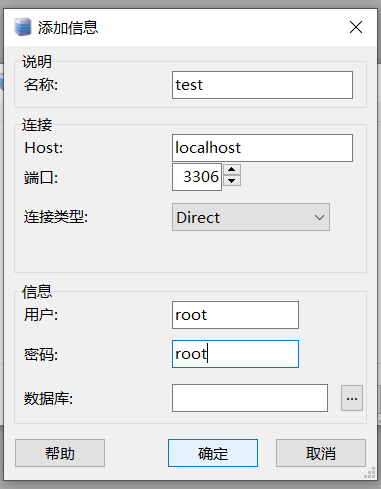 添加信息
说明
名称: test
连接
Host: localhost
端口: 3306
连接类型: Direct
信息
用户: root
密码: root
数据库: ...
帮助 确定 取消